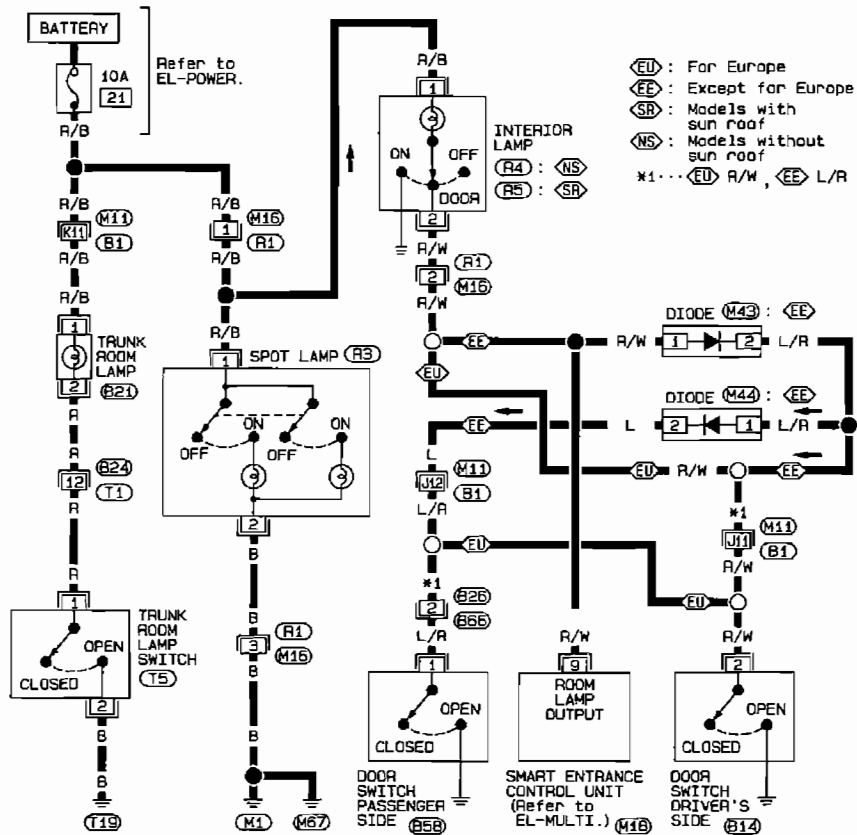 BATTERY
Refer to
EL-POWER.
10A
21
R/B
R/B
R/B
M11
K11
B1
R/B
R/B
1
TRUNK
ROOM
LAMP
2
B21
R
R
B24
12
T1
R
R
1
TRUNK
ROOM
LAMP
SWITCH
T5
OPEN
CLOSED
2
B
B
T19
R/B
M16
1
R1
R/B
R/B
1
SPOT LAMP R3
OFF
ON
OFF
ON
2
B
B
R1
3
M16
B
B
M1
M67
R/B
1
INTERIOR
LAMP
R4 : NS
R5 : SR
ON
OFF
DOOR
2
R/W
R1
2
M16
R/W
EU : For Europe
EE : Except for Europe
SR : Models with
sun roof
NS : Models without
sun roof
*1··· EU R/W , EE L/R
EE
EU
R/W
DIODE M43 : EE
1
2
L/R
DIODE M44 : EE
EE
L
2
1
L/R
EU
R/W
EE
L
M11
J12
B1
L/R
EU
EU
*1
M11
J11
B1
R/W
*1
B26
2
B66
L/R
1
OPEN
CLOSED
DOOR
SWITCH
PASSENGER
SIDE B58
R/W
9
ROOM
LAMP
OUTPUT
SMART ENTRANCE
CONTROL UNIT
(Refer to
EL-MULTI.) M18
R/W
2
OPEN
CLOSED
DOOR
SWITCH
DRIVER'S
SIDE B14